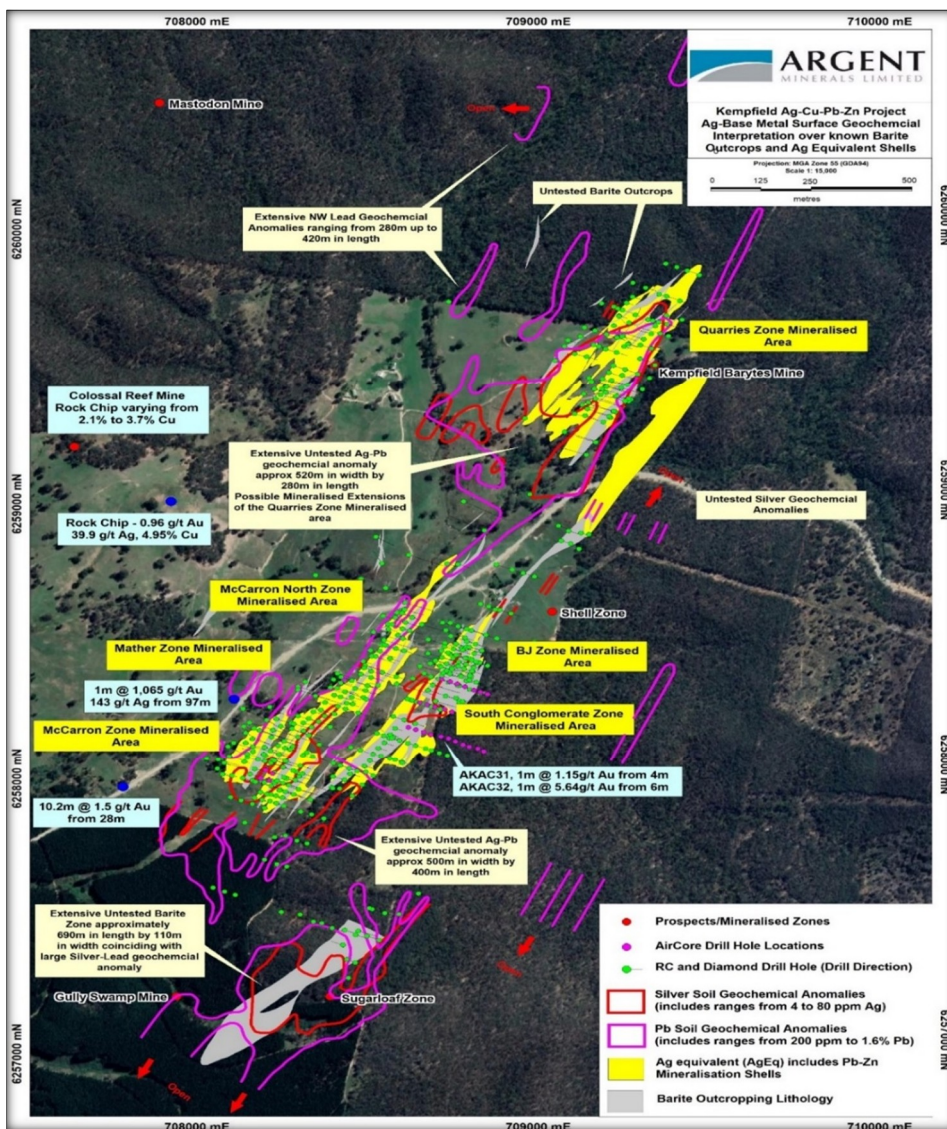 708000 mE
709000 mE
710000 mE
ARGENT
MINERALS LIMITED
Kempfield Ag-Cu-Pb-Zn Project
Ag-Base Metal Surface Geochemcial
Interpretation over known Barite
Outcrops and Ag Equivalent Shells
Projection: MGA Zone 55 (GDA94)
Scale 1: 15,000
0 125 250 500
metres
Mastodon Mine
Open
Untested Barite Outcrops
Extensive NW Lead Geochemcial
Anomalies ranging from 280m up to
420m in length
6260000 mN
6260000 mN
Quarries Zone Mineralised
Area
Kempfield Barytes Mine
Colossal Reef Mine
Rock Chip varying from
2.1% to 3.7% Cu
Extensive Untested Ag-Pb
geochemcial anomaly
approx 520m in width by
280m in length
Possible Mineralised Extensions
of the Quarries Zone Mineralised
area
Open
Untested Silver Geochemcial
Anomalies
6259000 mN
6259000 mN
Rock Chip - 0.96 g/t Au
39.9 g/t Ag, 4.95% Cu
McCarron North Zone
Mineralised Area
Shell Zone
Mather Zone Mineralised
Area
BJ Zone Mineralised
Area
1m @ 1,065 g/t Au
143 g/t Ag from 97m
South Conglomerate Zone
Mineralised Area
McCarron Zone Mineralised
Area
AKAC31, 1m @ 1.15g/t Au from 4m
AKAC32, 1m @ 5.64g/t Au from 6m
6258000 mN
6258000 mN
10.2m @ 1.5 g/t Au
from 28m
Extensive Untested Ag-Pb
geochemcial anomaly
approx 500m in width by
400m in length
Extensive Untested Barite
Zone approximately
690m in length by 110m
in width coinciding with
large Silver-Lead geochemcial
anomaly
Open
Gully Swamp Mine
Sugarloaf Zone
Open
6257000 mN
6257000 mN
Prospects/Mineralised Zones
AirCore Drill Hole Locations
RC and Diamond Drill Hole (Drill Direction)
Silver Soil Geochemical Anomalies
(includes ranges from 4 to 80 ppm Ag)
Pb Soil Geochemical Anomalies
(includes ranges from 200 ppm to 1.6% Pb)
Ag equivalent (AgEq) includes Pb-Zn
Mineralisation Shells
Barite Outcropping Lithology
708000 mE
709000 mE
710000 mE